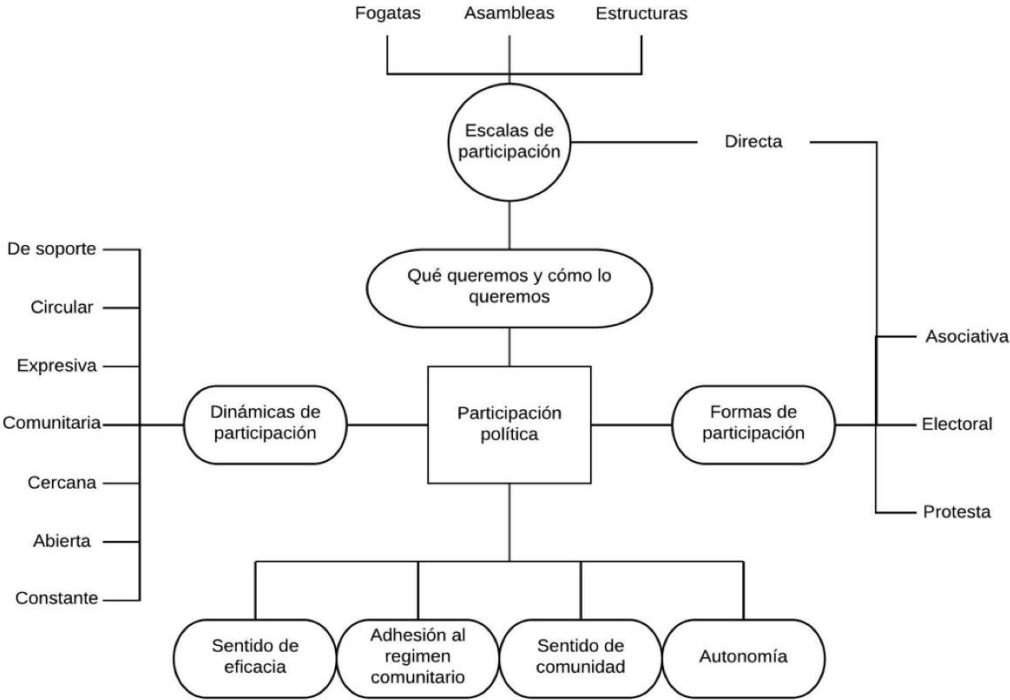 Fogatas
Asambleas
Estructuras
Escalas de
participación
Directa
Qué queremos y cómo lo
queremos
De soporte
Circular
Expresiva
Comunitaria
Cercana
Abierta
Constante
Dinámicas de
participación
Participación
política
Formas de
participación
Asociativa
Electoral
Protesta
Sentido de
eficacia
Adhesión al
regimen
comunitario
Sentido de
comunidad
Autonomía